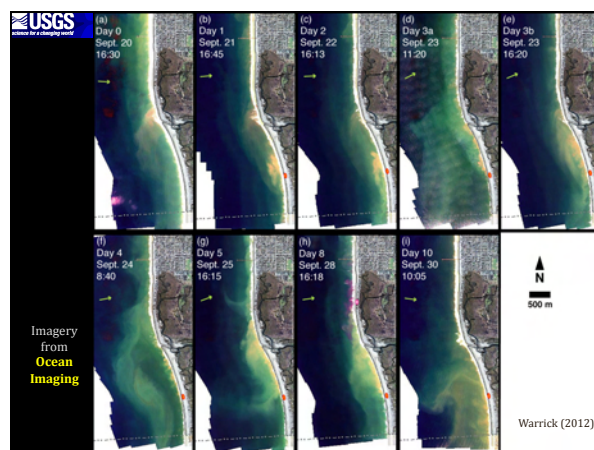 USGS
science for a changing world
(a)
Day 0
Sept. 20
16:30
(b)
Day 1
Sept. 21
16:45
(c)
Day 2
Sept. 22
16:13
(d)
Day 3a
Sept. 23
11:20
(e)
Day 3b
Sept. 23
16:20
(f)
Day 4
Sept. 24
8:40
(g)
Day 5
Sept. 25
16:15
(h)
Day 8
Sept. 28
16:18
(i)
Day 10
Sept. 30
10:05
N
500 m
Imagery
from
Ocean
Imaging
Warrick (2012)